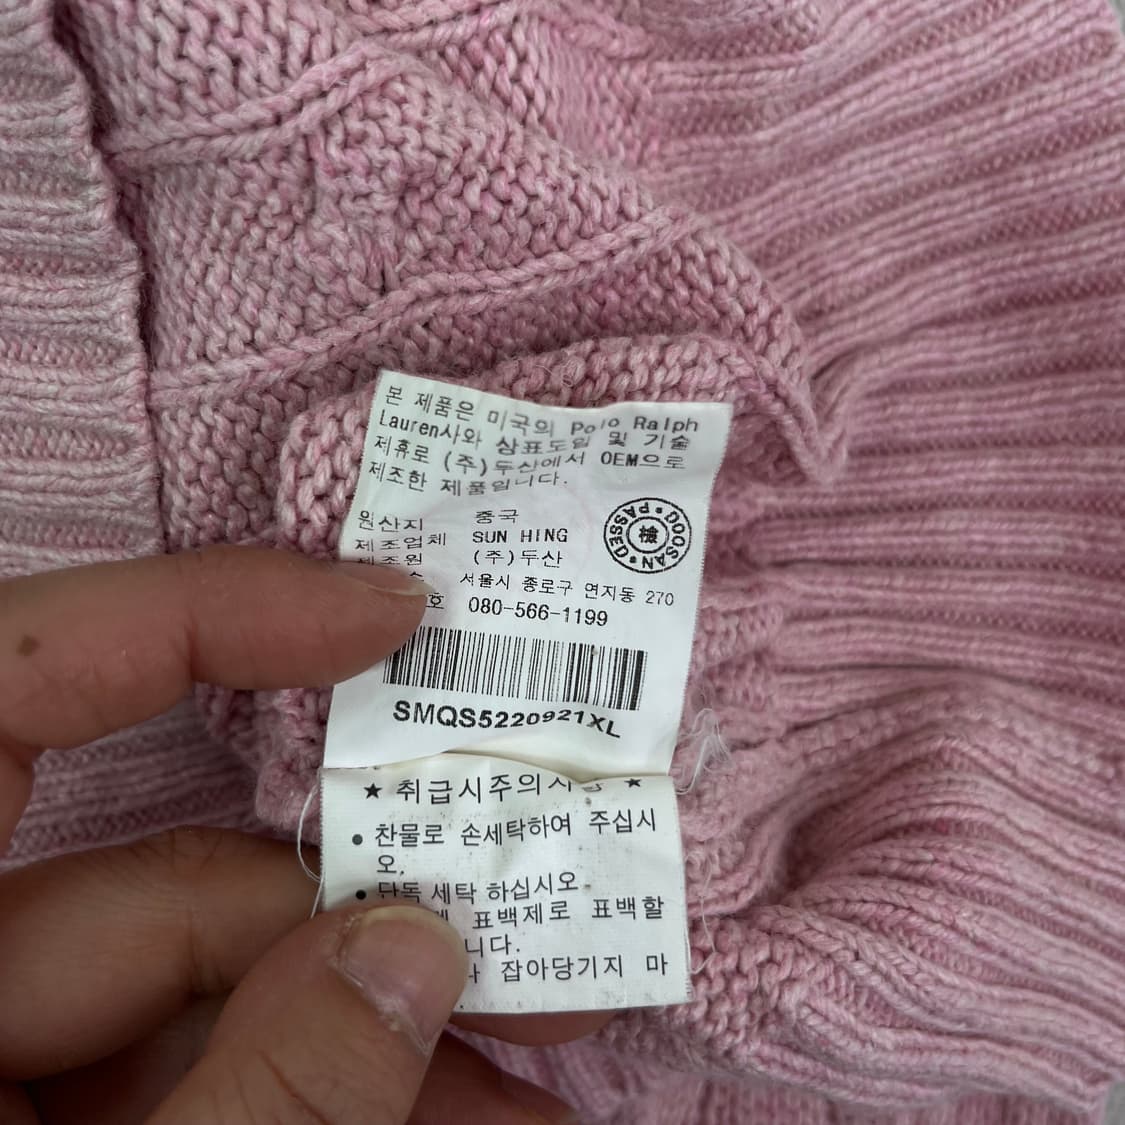 본 제품은 미국의 Polo Ralph
Lauren사와 상표도입 및 기술
제휴로 (주)두산에서 OEM으로
제조한 제품입니다.
원산지 중국
제조업체 SUN HING
제조원 (주)두산
서울시 종로구 연지동 270
호 080-566-1199
PASSED • DOOSAN •
檢
SMQS5220921XL
★ 취급시주의사항 ★
● 찬물로 손세탁하여 주십시
오.
● 단독 세탁 하십시오
표백제로 표백할
니다.
잡아당기지 마